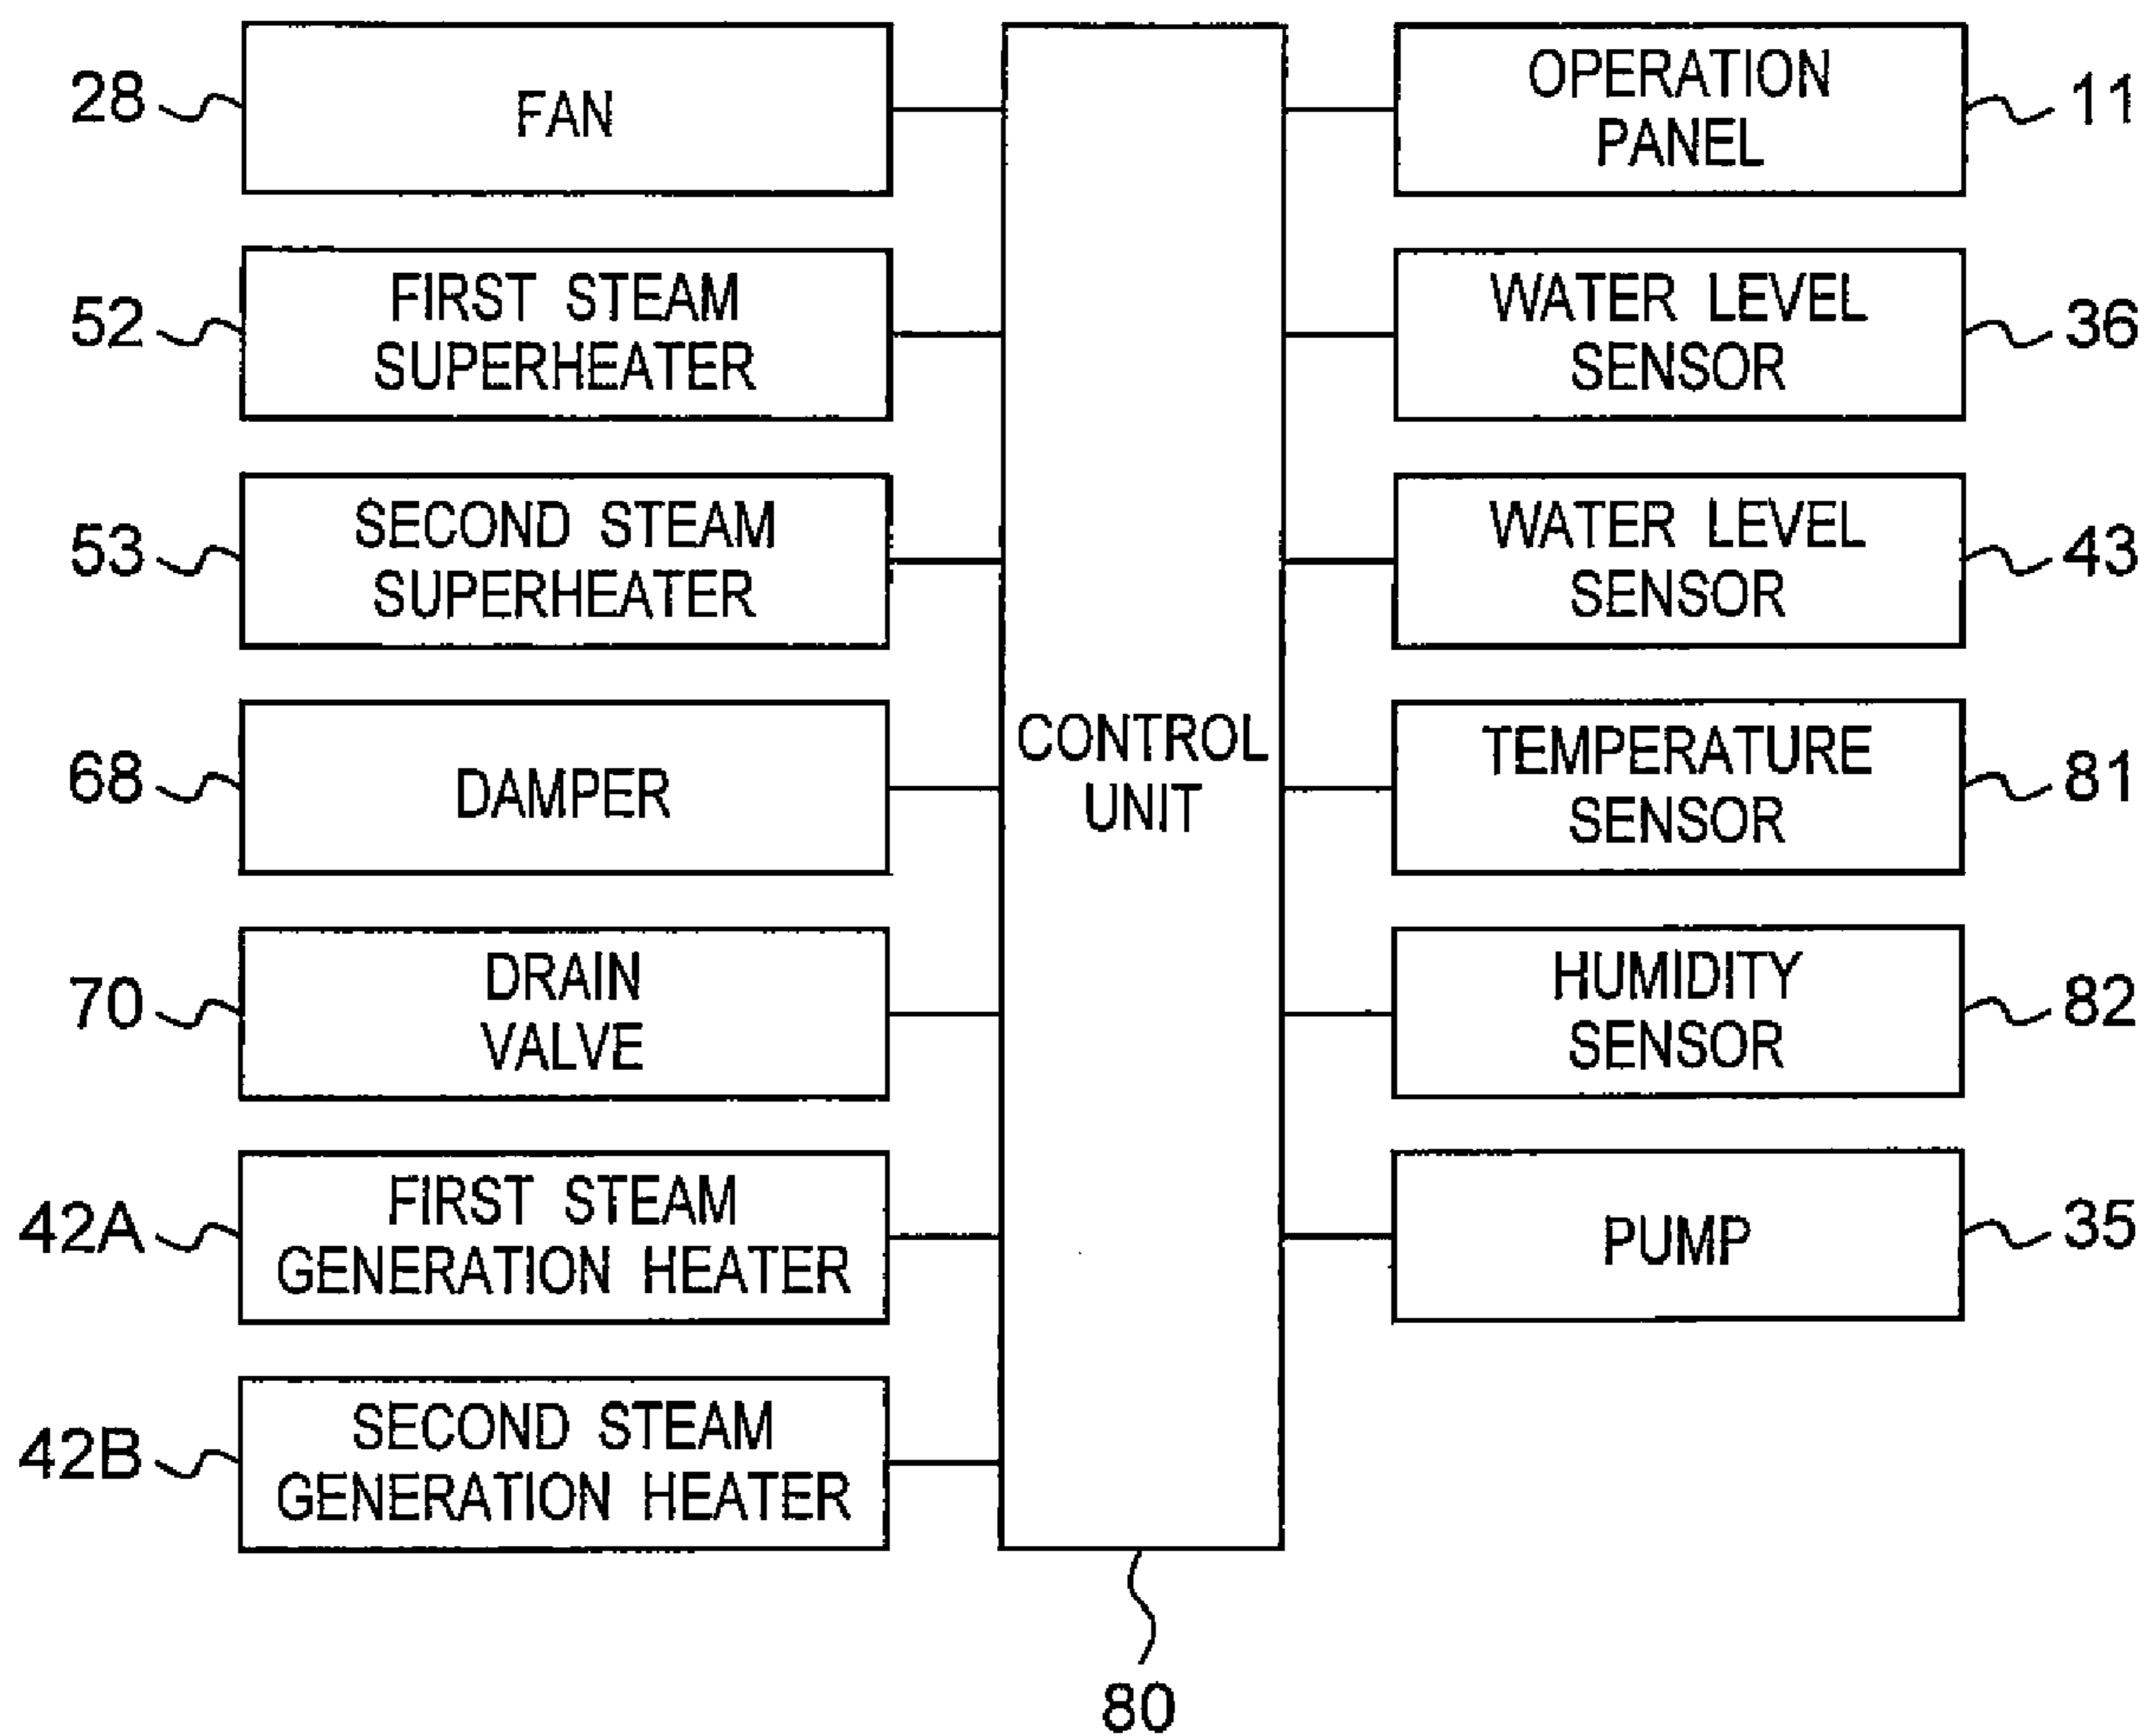 28
FAN
52
FIRST STEAM
SUPERHEATER
53
SECOND STEAM
SUPERHEATER
68
DAMPER
70
DRAIN
VALVE
42A
FIRST STEAM
GENERATION HEATER
42B
SECOND STEAM
GENERATION HEATER
CONTROL
UNIT
80
OPERATION
PANEL
11
WATER LEVEL
SENSOR
36
WATER LEVEL
SENSOR
43
TEMPERATURE
SENSOR
81
HUMIDITY
SENSOR
82
PUMP
35